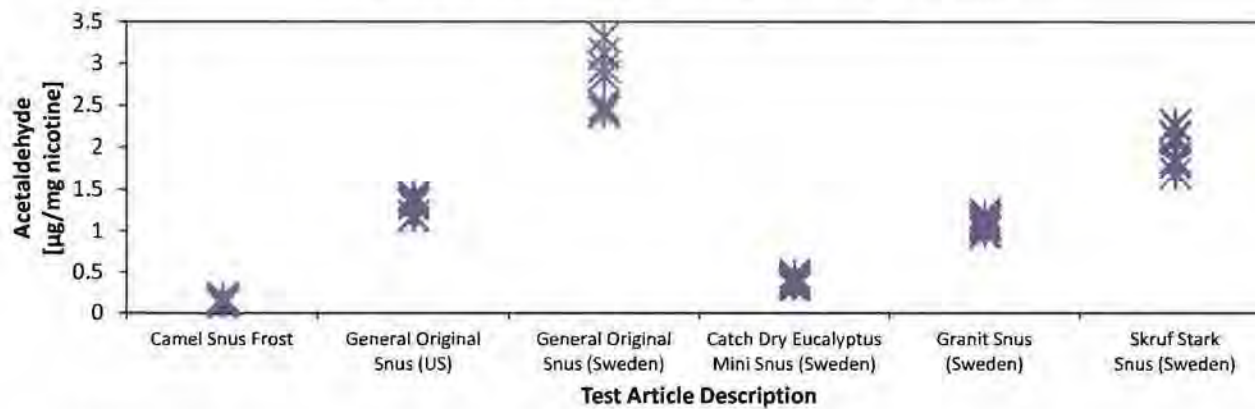 Acetaldehyde
[µg/mg nicotine]
3.5
3
2.5
2
1.5
1
0.5
0
Camel Snus Frost
General Original
Snus (US)
General Original
Snus (Sweden)
Catch Dry Eucalyptus
Mini Snus (Sweden)
Granit Snus
(Sweden)
Skruf Stark
Snus (Sweden)
Test Article Description